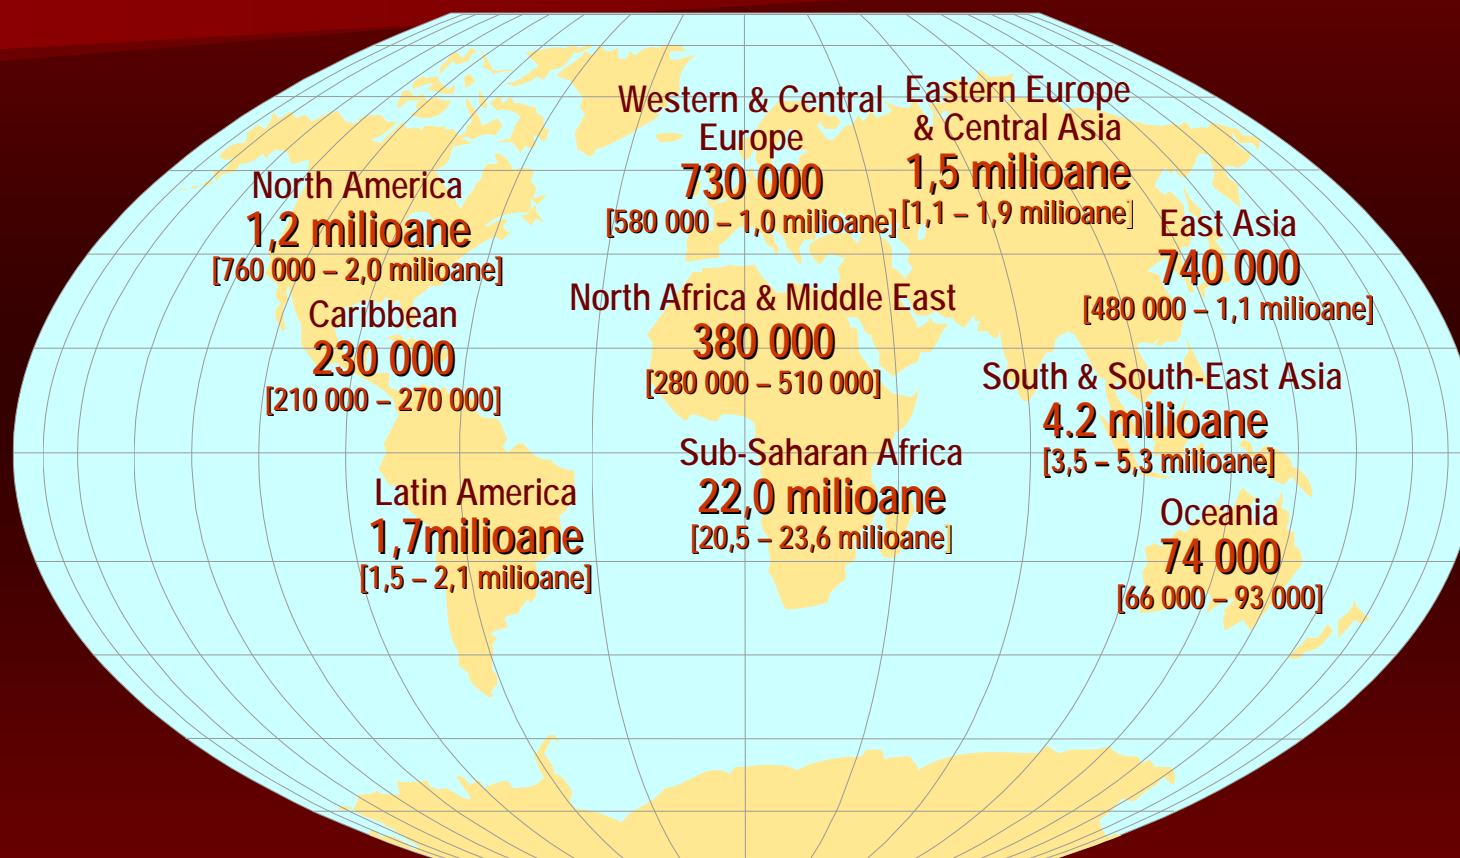 Western & Central
Europe
730 000
[580 000 – 1,0 milioane]
Eastern Europe
& Central Asia
1,5 milioane
[1,1 – 1,9 milioane]
North America
1,2 milioane
[760 000 – 2,0 milioane]
East Asia
740 000
[480 000 – 1,1 milioane]
Caribbean
230 000
[210 000 – 270 000]
North Africa & Middle East
380 000
[280 000 – 510 000]
South & South-East Asia
4.2 milioane
[3,5 – 5,3 milioane]
Sub-Saharan Africa
22,0 milioane
[20,5 – 23,6 milioane]
Latin America
1,7milioane
[1,5 – 2,1 milioane]
Oceania
74 000
[66 000 – 93 000]